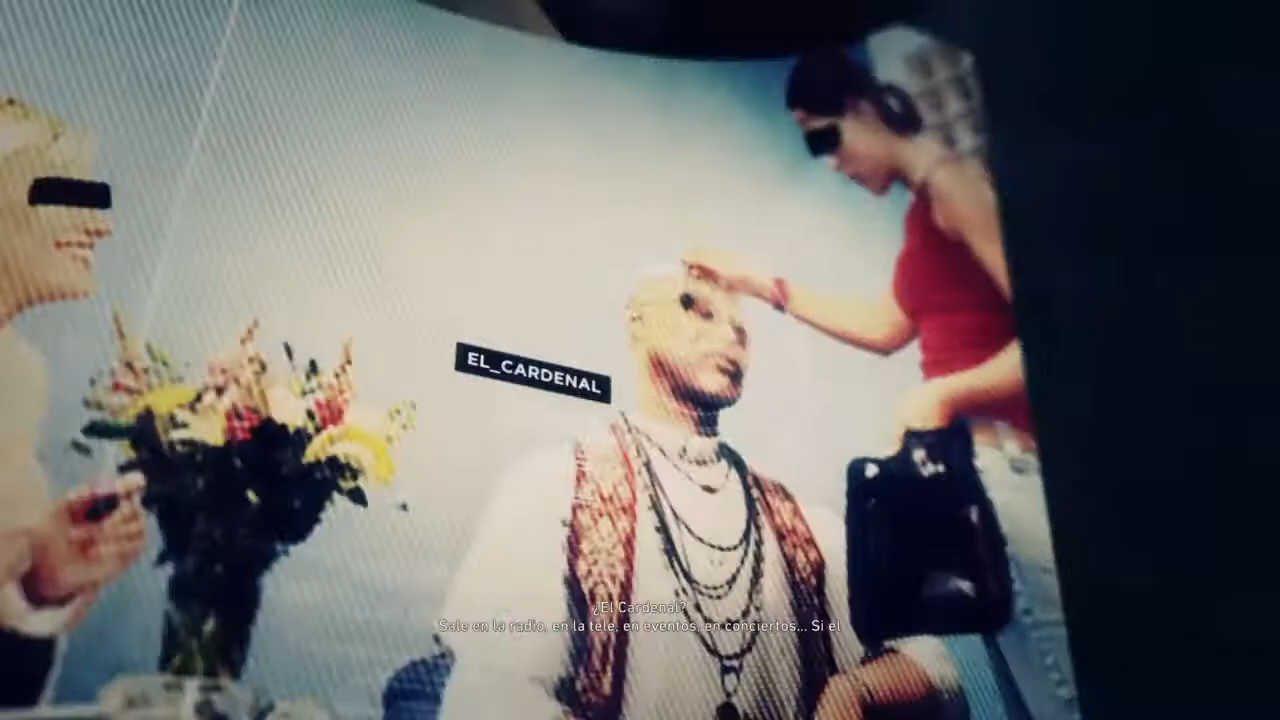 EL_CARDENAL
¿El Cardenal?
Sale en la radio, en la tele, en eventos, en conciertos... Si el